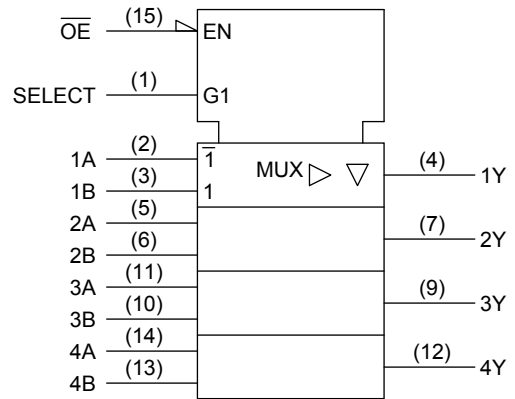 O̅E̅ (15) EN
SELECT (1) G1
1A (2) 1̅ MUX (4) 1Y
1B (3) 1
2A (5) (7) 2Y
2B (6)
3A (11) (9) 3Y
3B (10)
4A (14) (12) 4Y
4B (13)